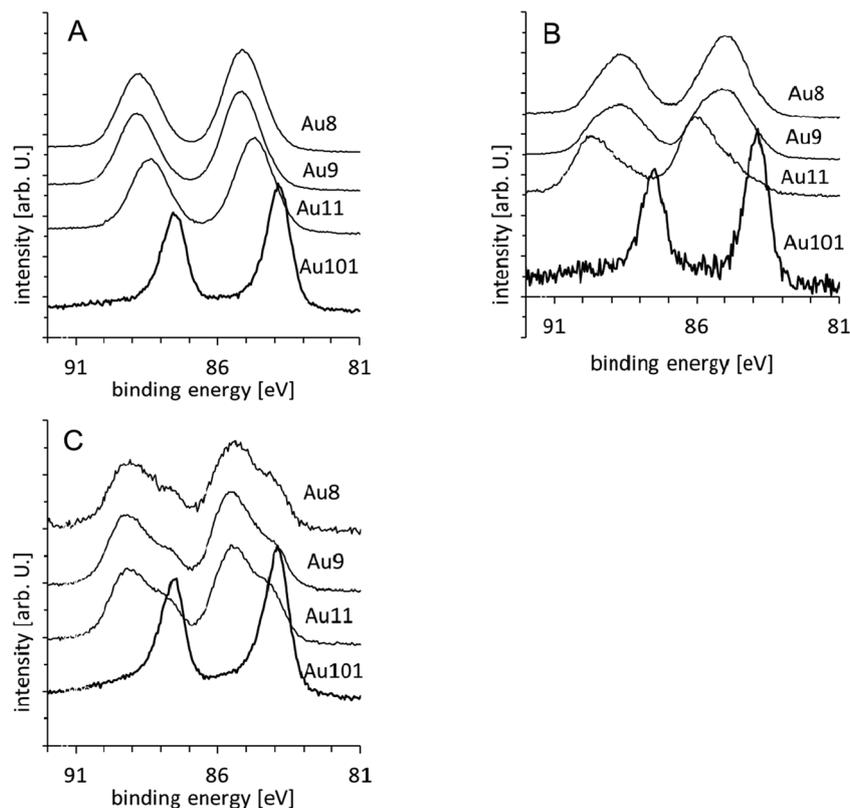 A
Au8
Au9
Au11
Au101
intensity [arb. U.]
91 86 81
binding energy [eV]
B
Au8
Au9
Au11
Au101
intensity [arb. U.]
91 86 81
binding energy [eV]
C
Au8
Au9
Au11
Au101
intensity [arb. U.]
91 86 81
binding energy [eV]